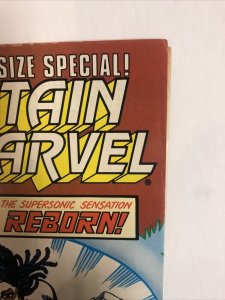 SIZE SPECIAL!
TAIN
ARVEL®
THE SUPERSONIC SENSATION
REBORN!